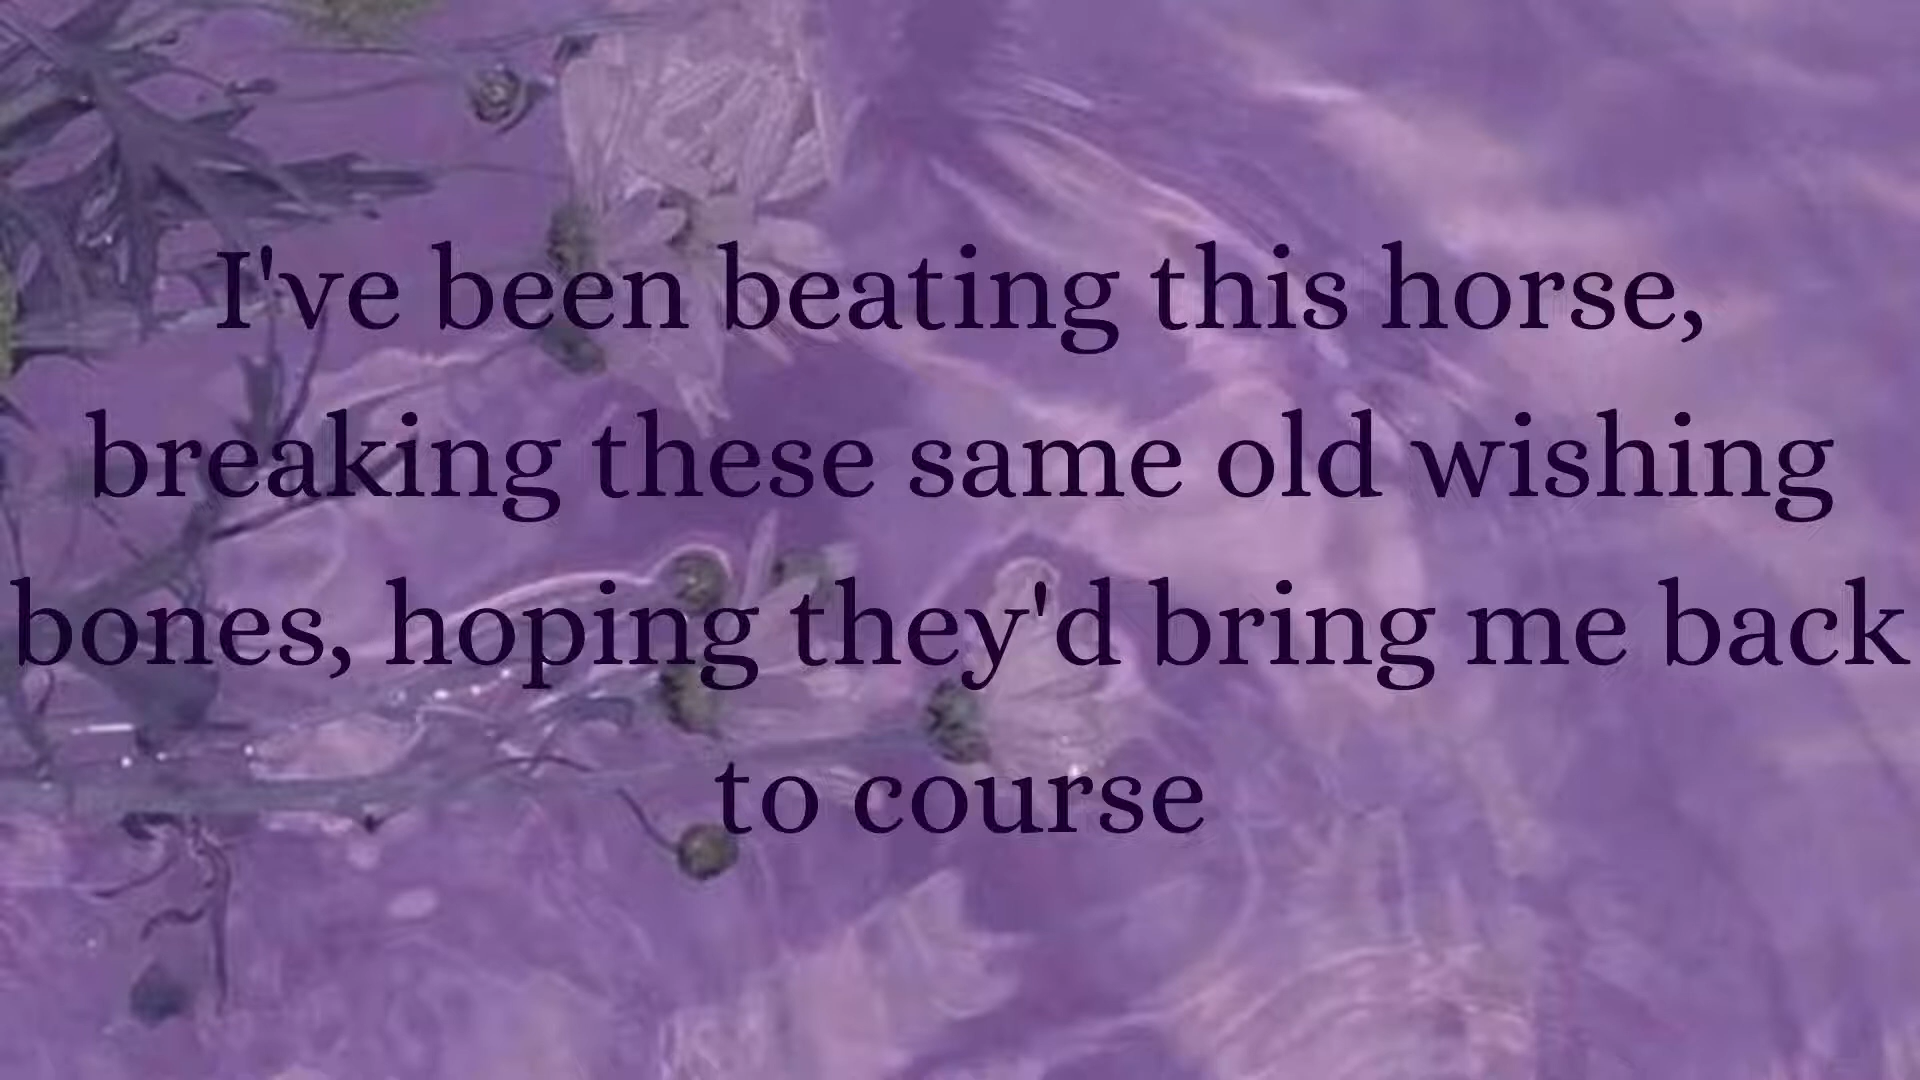 I've been beating this horse,
breaking these same old wishing
bones, hoping they'd bring me back
to course